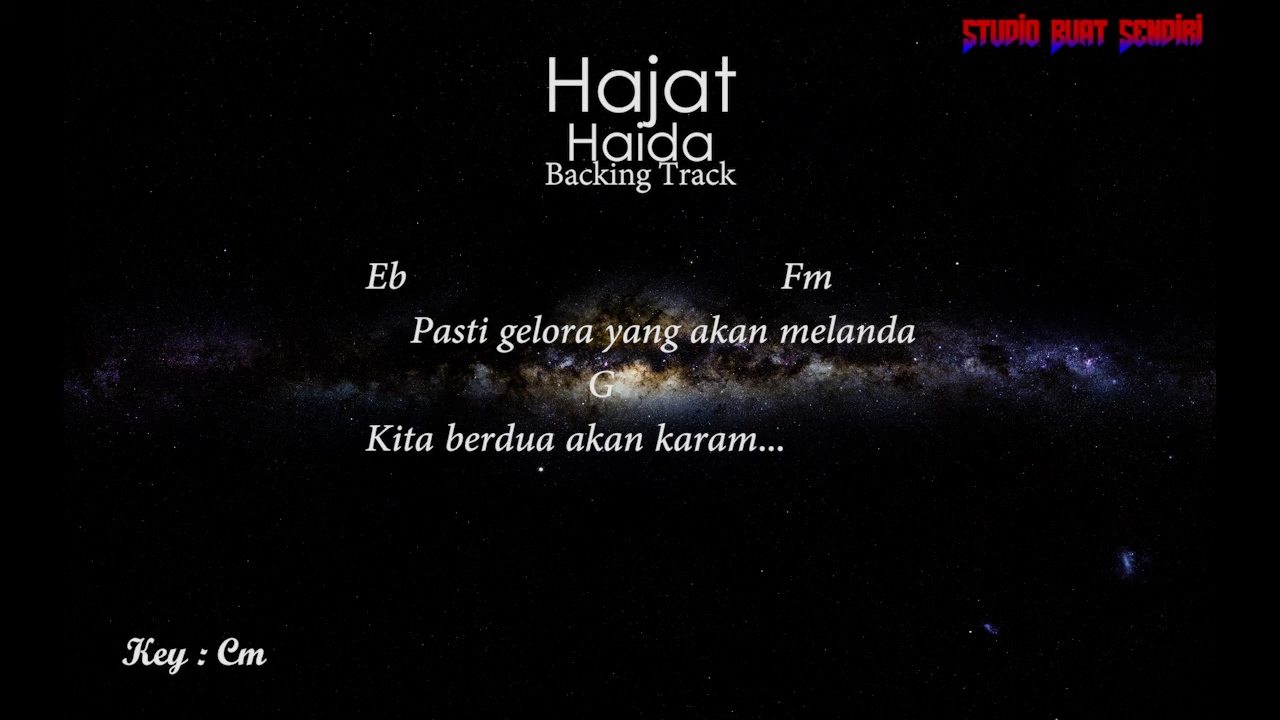 STUDIO BUAT SENDIRI
Hajat
Haida
Backing Track
Eb Fm
Pasti gelora yang akan melanda
G
Kita berdua akan karam...
Key : Cm